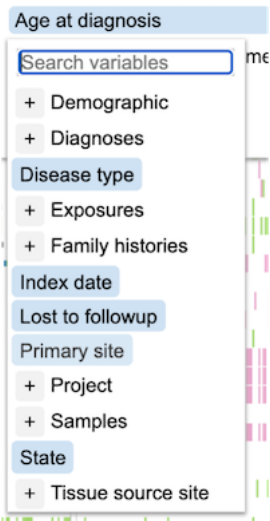 Age at diagnosis
Search variables
me
+ Demographic
+ Diagnoses
Disease type
+ Exposures
+ Family histories
Index date
Lost to followup
Primary site
+ Project
+ Samples
State
+ Tissue source site